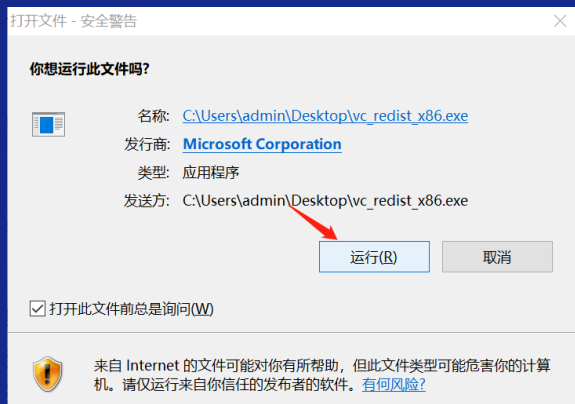 打开文件 - 安全警告
你想运行此文件吗?
名称: C:\Users\admin\Desktop\vc_redist_x86.exe
发行商: Microsoft Corporation
类型: 应用程序
发送方: C:\Users\admin\Desktop\vc_redist_x86.exe
运行(R) 取消
打开此文件前总是询问(W)
来自 Internet 的文件可能对你有所帮助，但此文件类型可能危害你的计算
机。请仅运行来自你信任的发布者的软件。有何风险?